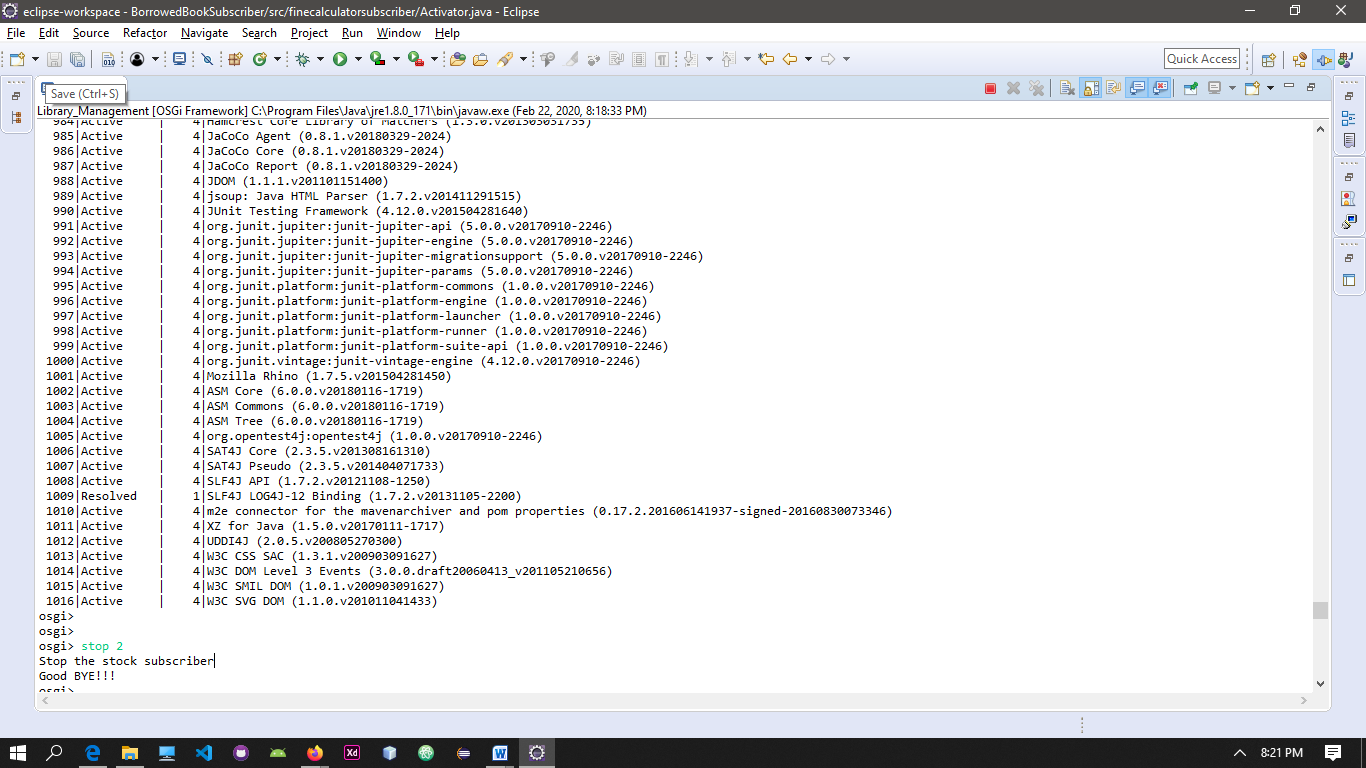 eclipse-workspace - BorrowedBookSubscriber/src/finecalculatorsubscriber/Activator.java - Eclipse
File Edit Source Refactor Navigate Search Project Run Window Help
Quick Access
Save (Ctrl+S)
Library_Management [OSGi Framework] C:\Program Files\Java\jre1.8.0_171\bin\javaw.exe (Feb 22, 2020, 8:18:33 PM)
984|Active | 4|Hamcrest Core Library of Matchers (1.3.0.v201303031735)
985|Active | 4|JaCoCo Agent (0.8.1.v20180329-2024)
986|Active | 4|JaCoCo Core (0.8.1.v20180329-2024)
987|Active | 4|JaCoCo Report (0.8.1.v20180329-2024)
988|Active | 4|JDOM (1.1.1.v201101151400)
989|Active | 4|jsoup: Java HTML Parser (1.7.2.v201411291515)
990|Active | 4|JUnit Testing Framework (4.12.0.v201504281640)
991|Active | 4|org.junit.jupiter:junit-jupiter-api (5.0.0.v20170910-2246)
992|Active | 4|org.junit.jupiter:junit-jupiter-engine (5.0.0.v20170910-2246)
993|Active | 4|org.junit.jupiter:junit-jupiter-migrationsupport (5.0.0.v20170910-2246)
994|Active | 4|org.junit.jupiter:junit-jupiter-params (5.0.0.v20170910-2246)
995|Active | 4|org.junit.platform:junit-platform-commons (1.0.0.v20170910-2246)
996|Active | 4|org.junit.platform:junit-platform-engine (1.0.0.v20170910-2246)
997|Active | 4|org.junit.platform:junit-platform-launcher (1.0.0.v20170910-2246)
998|Active | 4|org.junit.platform:junit-platform-runner (1.0.0.v20170910-2246)
999|Active | 4|org.junit.platform:junit-platform-suite-api (1.0.0.v20170910-2246)
1000|Active | 4|org.junit.vintage:junit-vintage-engine (4.12.0.v20170910-2246)
1001|Active | 4|Mozilla Rhino (1.7.5.v201504281450)
1002|Active | 4|ASM Core (6.0.0.v20180116-1719)
1003|Active | 4|ASM Commons (6.0.0.v20180116-1719)
1004|Active | 4|ASM Tree (6.0.0.v20180116-1719)
1005|Active | 4|org.opentest4j:opentest4j (1.0.0.v20170910-2246)
1006|Active | 4|SAT4J Core (2.3.5.v201308161310)
1007|Active | 4|SAT4J Pseudo (2.3.5.v201404071733)
1008|Active | 4|SLF4J API (1.7.2.v20121108-1250)
1009|Resolved | 1|SLF4J LOG4J-12 Binding (1.7.2.v20131105-2200)
1010|Active | 4|m2e connector for the mavenarchiver and pom properties (0.17.2.201606141937-signed-20160830073346)
1011|Active | 4|XZ for Java (1.5.0.v20170111-1717)
1012|Active | 4|UDDI4J (2.0.5.v200805270300)
1013|Active | 4|W3C CSS SAC (1.3.1.v200903091627)
1014|Active | 4|W3C DOM Level 3 Events (3.0.0.draft20060413_v201105210656)
1015|Active | 4|W3C SMIL DOM (1.0.1.v200903091627)
1016|Active | 4|W3C SVG DOM (1.1.0.v201011041433)
osgi>
osgi>
osgi> stop 2
Stop the stock subscriber
Good BYE!!!
osgi>
8:21 PM